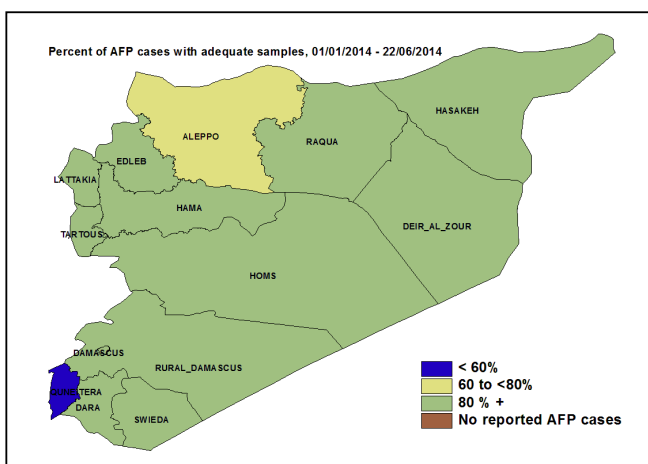 Percent of AFP cases with adequate samples, 01/01/2014 - 22/06/2014
HASAKEH
ALEPPO
RAQUA
EDLEB
LATTAKIA
HAMA
DEIR_AL_ZOUR
TARTOUS
HOMS
DAMASCUS
RURAL_DAMASCUS
QUNEITERA
DARA
SWIEDA
< 60%
60 to <80%
80 % +
No reported AFP cases